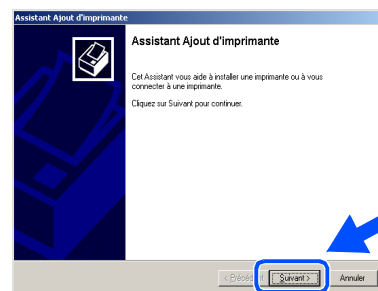 Assistant Ajout d'imprimante
Assistant Ajout d'imprimante
Cet Assistant vous aide à installer une imprimante ou à vous
connecter à une imprimante.
Cliquez sur Suivant pour continuer.
Suivant >
Annuler